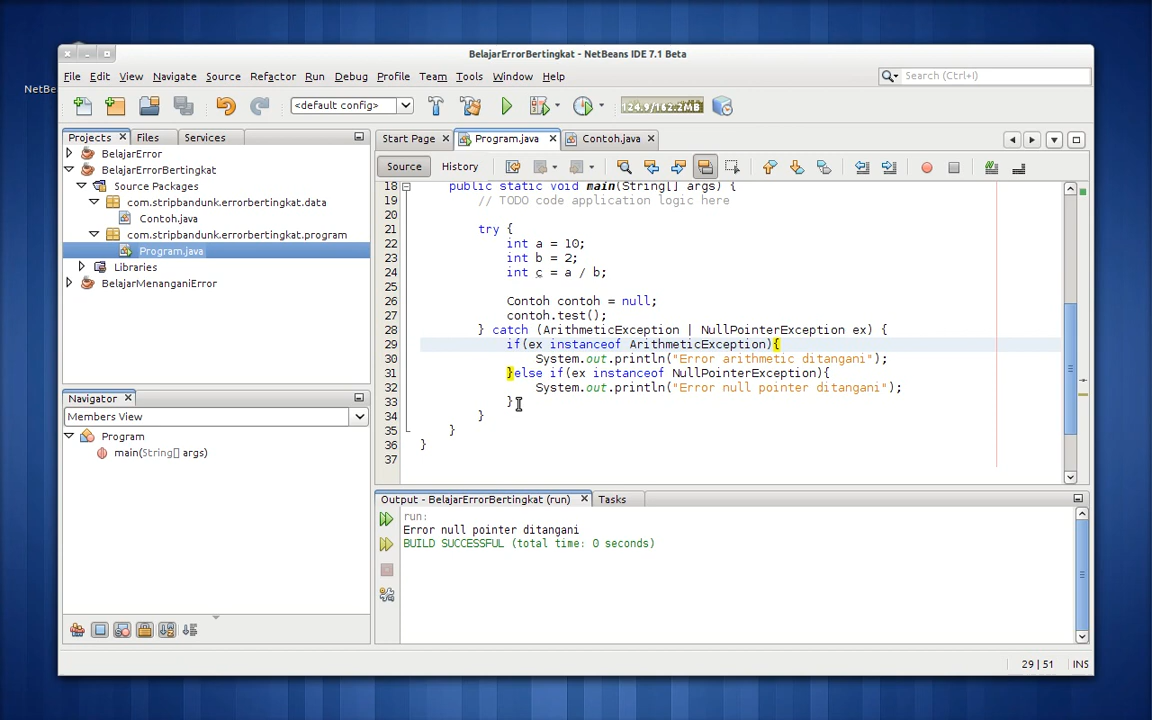 BelajarErrorBertingkat - NetBeans IDE 7.1 Beta
NetBe
File Edit View Navigate Source Refactor Run Debug Profile Team Tools Window Help
Search (Ctrl+I)
<default config>
124.9/162.2MB
Projects Files Services
BelajarError
BelajarErrorBertingkat
Source Packages
com.stripbandunk.errorbertingkat.data
Contoh.java
com.stripbandunk.errorbertingkat.program
Program.java
Libraries
BelajarMenanganiError
Navigator
Members View
Program
main(String[] args)
Start Page Program.java Contoh.java
Source History
18 public static void main(String[] args) {
19 // TODO code application logic here
20
21 try {
22 int a = 10;
23 int b = 2;
24 int c = a / b;
25
26 Contoh contoh = null;
27 contoh.test();
28 } catch (ArithmeticException | NullPointerException ex) {
29 if(ex instanceof ArithmeticException){
30 System.out.println("Error arithmetic ditangani");
31 }else if(ex instanceof NullPointerException){
32 System.out.println("Error null pointer ditangani");
33 }
34 }
35 }
36 }
37
Output - BelajarErrorBertingkat (run) Tasks
run:
Error null pointer ditangani
BUILD SUCCESSFUL (total time: 0 seconds)
29 | 51 INS